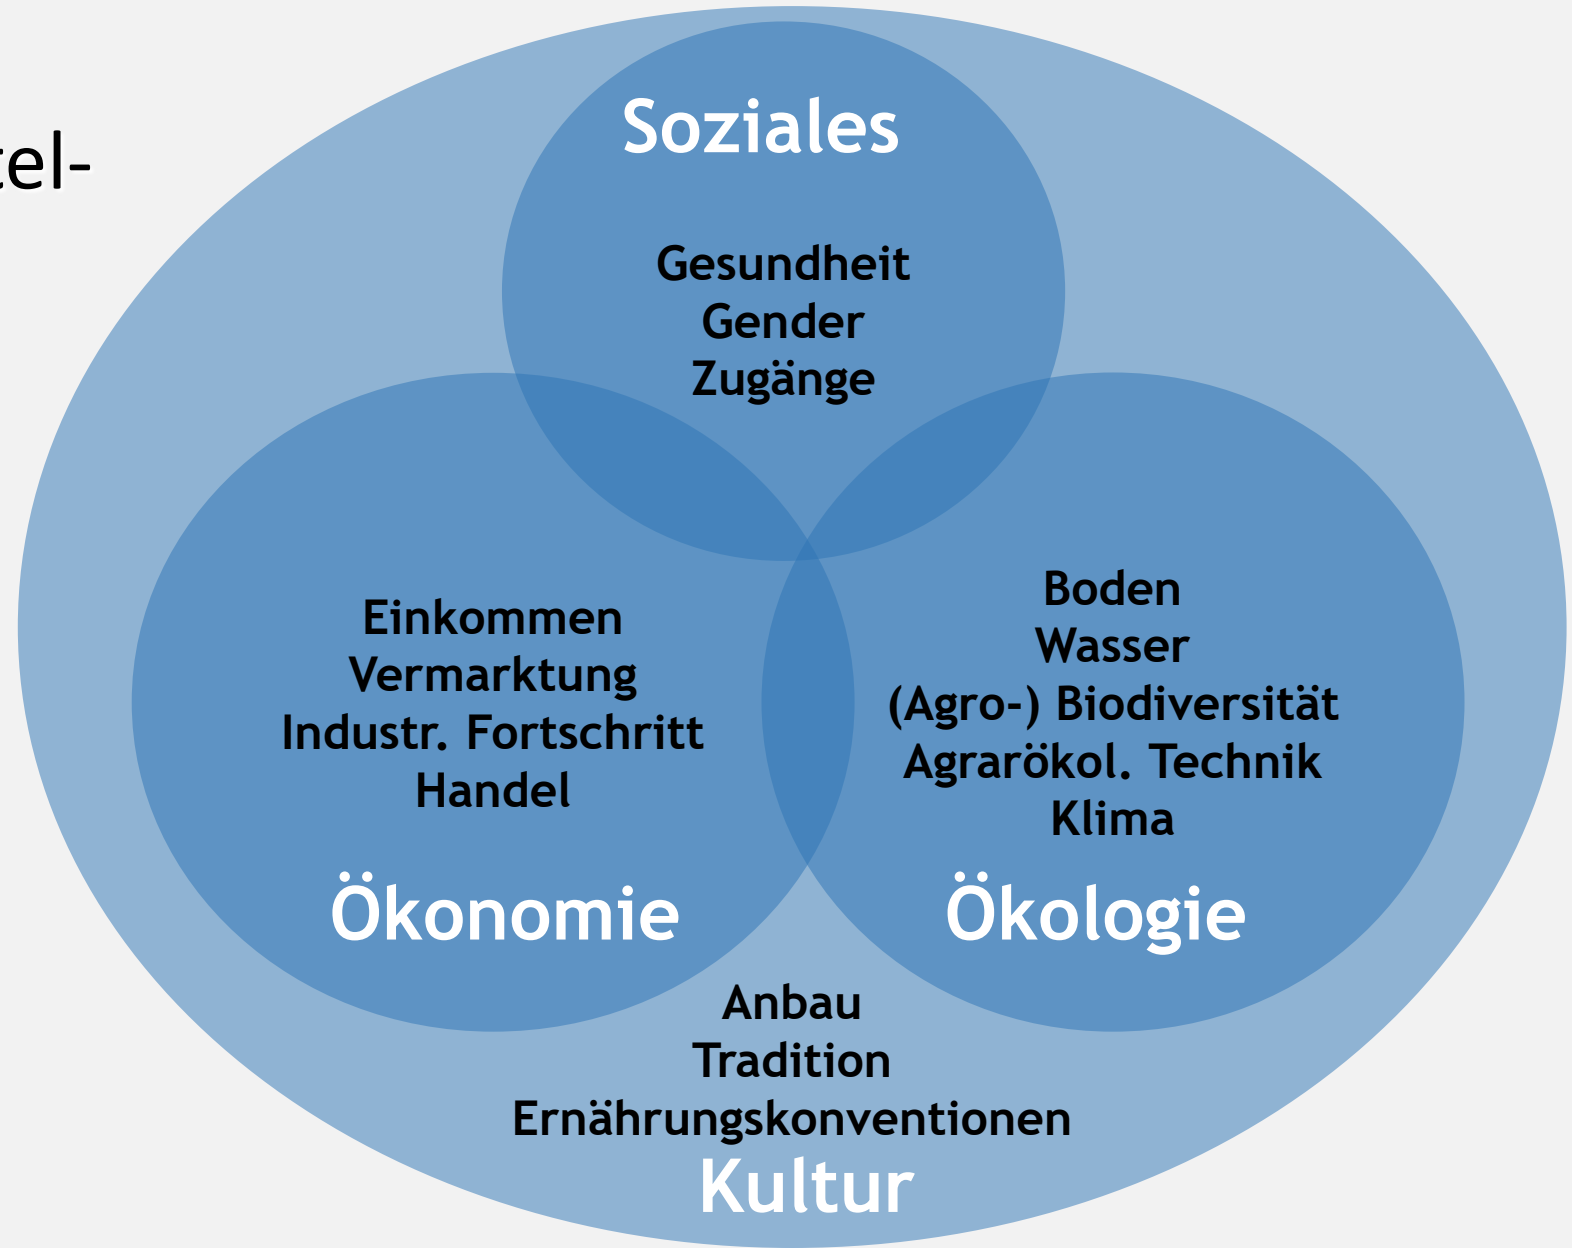 tel-
Soziales
Gesundheit
Gender
Zugänge
Einkommen
Vermarktung
Industr. Fortschritt
Handel
Ökonomie
Boden
Wasser
(Agro-) Biodiversität
Agrarökol. Technik
Klima
Ökologie
Anbau
Tradition
Ernährungskonventionen
Kultur